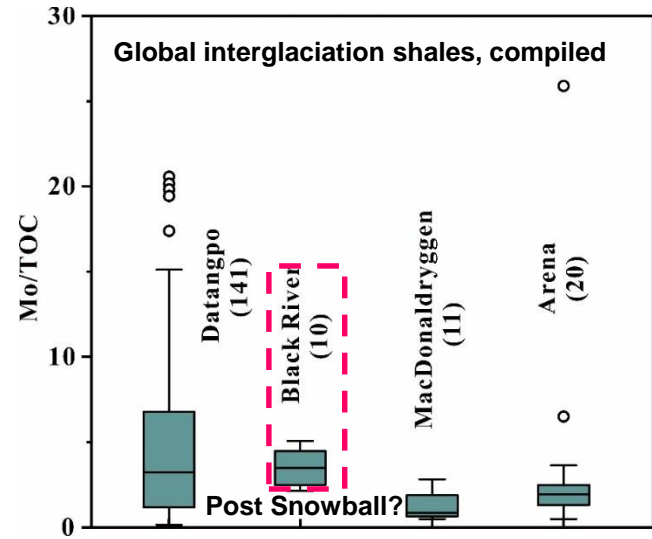 30
Global interglaciation shales, compiled
20
Mo/TOC
Datangpo
(141)
Black River
(10)
MacDonaldryggen
(11)
Arena
(20)
10
Post Snowball?
0